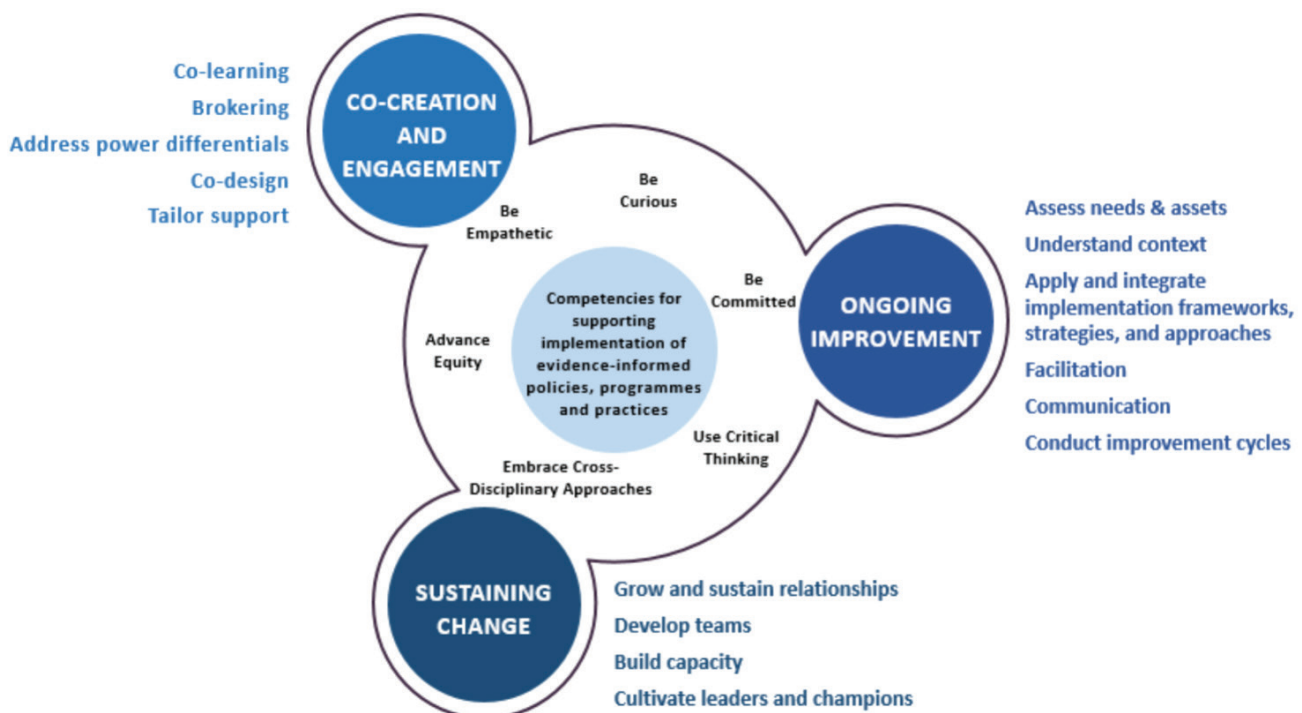 Co-learning
Brokering
Address power differentials
Co-design
Tailor support
CO-CREATION
AND
ENGAGEMENT
Be
Curious
Be
Empathetic
Be
Committed
Advance
Equity
Use Critical
Thinking
Embrace Cross-
Disciplinary Approaches
Competencies for
supporting
implementation of
evidence-informed
policies, programmes
and practices
ONGOING
IMPROVEMENT
Assess needs & assets
Understand context
Apply and integrate
implementation frameworks,
strategies, and approaches
Facilitation
Communication
Conduct improvement cycles
SUSTAINING
CHANGE
Grow and sustain relationships
Develop teams
Build capacity
Cultivate leaders and champions